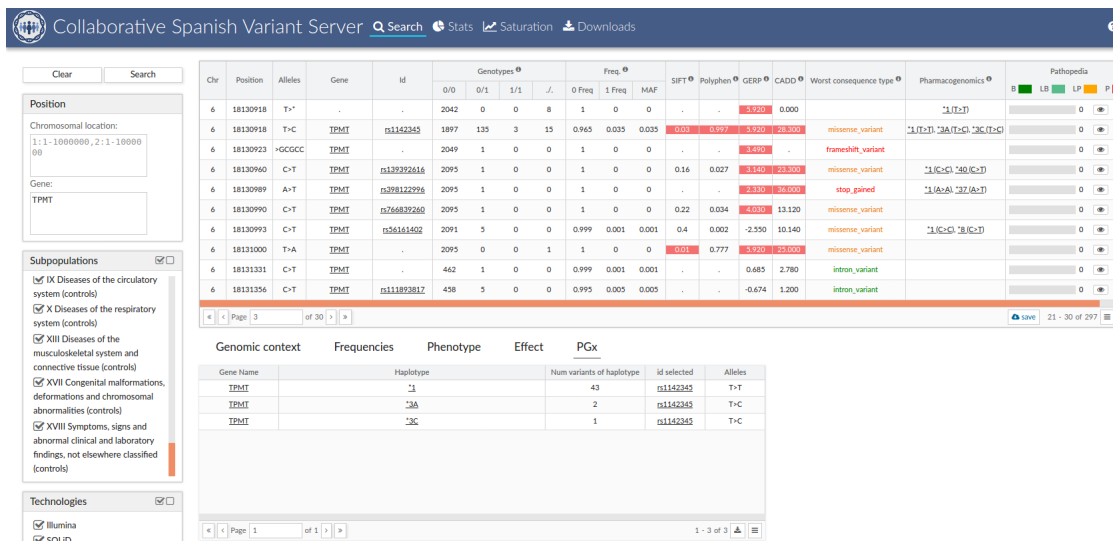 Collaborative Spanish Variant Server Search Stats Saturation Downloads
Clear Search
Position
Chromosomal location:
1:1-1000000,2:1-10000
00
Gene:
TPMT
Subpopulations
IX Diseases of the circulatory
system (controls)
X Diseases of the respiratory
system (controls)
XIII Diseases of the
musculoskeletal system and
connective tissue (controls)
XVII Congenital malformations,
deformations and chromosomal
abnormalities (controls)
XVIII Symptoms, signs and
abnormal clinical and laboratory
findings, not elsewhere classified
(controls)
Technologies
Illumina
SOLiD
Chr Position Alleles Gene Id Genotypes Freq. SIFT Polyphen GERP CADD Worst consequence type Pharmacogenomics Pathopedia
0/0 0/1 1/1 ./. 0 Freq 1 Freq MAF B LB LP P
6 18130918 T>* . . 2042 0 0 8 1 0 0 . . 5.920 0.000 *1 (T>T) 0
6 18130918 T>C TPMT rs1142345 1897 135 3 15 0.965 0.035 0.035 0.03 0.997 5.920 28.300 missense_variant *1 (T>T), *3A (T>C), *3C (T>C) 0
6 18130923 >GCGCC TPMT . 2049 1 0 0 1 0 0 . . 3.490 . frameshift_variant 0
6 18130960 C>T TPMT rs139392616 2095 1 0 0 1 0 0 0.16 0.027 3.140 23.300 missense_variant *1 (C>C), *40 (C>T) 0
6 18130989 A>T TPMT rs398122996 2095 1 0 0 1 0 0 . . 2.330 36.000 stop_gained *1 (A>A), *37 (A>T) 0
6 18130990 C>T TPMT rs766839260 2095 1 0 0 1 0 0 0.22 0.034 4.030 13.120 missense_variant 0
6 18130993 C>T TPMT rs56161402 2091 5 0 0 0.999 0.001 0.001 0.4 0.002 -2.550 10.140 missense_variant *1 (C>C), *8 (C>T) 0
6 18131000 T>A TPMT . 2095 0 0 1 1 0 0 0.01 0.777 5.920 25.000 missense_variant 0
6 18131331 C>T TPMT . 462 1 0 0 0.999 0.001 0.001 . . 0.685 2.780 intron_variant 0
6 18131356 C>T TPMT rs111893817 458 5 0 0 0.995 0.005 0.005 . . -0.674 1.200 intron_variant 0
« ‹ Page 3 of 30 › » save 21 - 30 of 297
Genomic context Frequencies Phenotype Effect PGx
Gene Name Haplotype Num variants of haplotype id selected Alleles
TPMT *1 43 rs1142345 T>T
TPMT *3A 2 rs1142345 T>C
TPMT *3C 1 rs1142345 T>C
« ‹ Page 1 of 1 › » 1 - 3 of 3